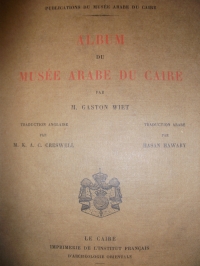 PUBLICATIONS DU MUSÉE ARABE DU CAIRE
ALBUM
DU
MUSÉE ARABE DU CAIRE
PAR
M. GASTON WIET
TRADUCTION ANGLAISE
PAR
M. K. A. C. CRESWELL
TRADUCTION ARABE
PAR
HASAN HAWARY
LE CAIRE
IMPRIMERIE DE L'INSTITUT FRANÇAIS
D'ARCHÉOLOGIE ORIENTALE